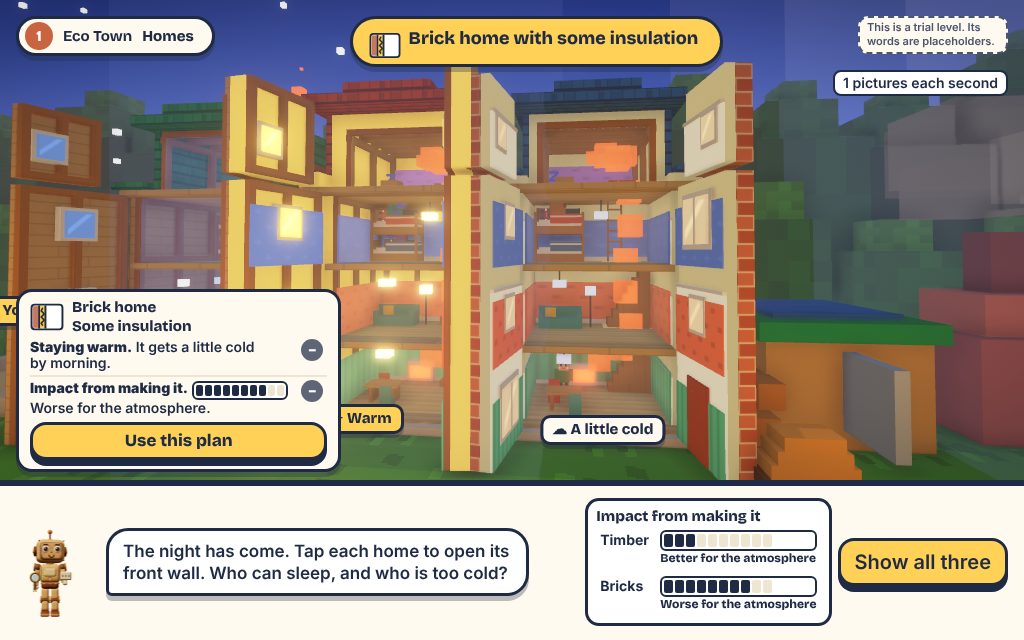 1 Eco Town Homes
Brick home with some insulation
This is a trial level. Its
words are placeholders.
1 pictures each second
Brick home
Some insulation
Staying warm. It gets a little cold
by morning.
Impact from making it.
Worse for the atmosphere.
Use this plan
Warm
A little cold
The night has come. Tap each home to open its
front wall. Who can sleep, and who is too cold?
Impact from making it
Timber
Better for the atmosphere
Bricks
Worse for the atmosphere
Show all three